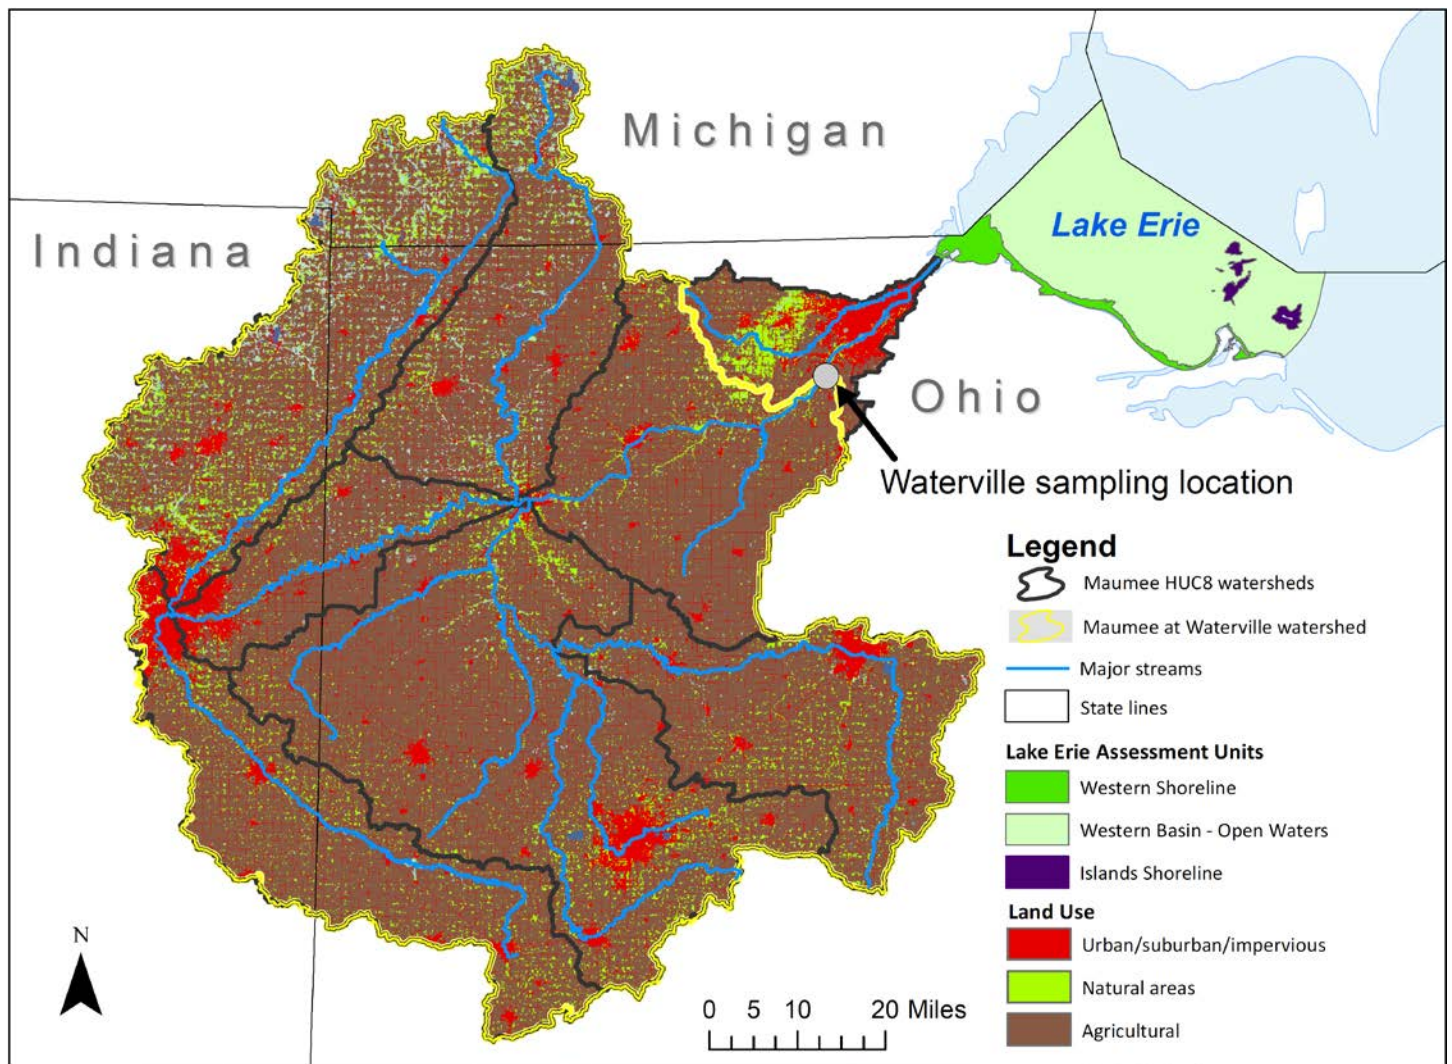 Michigan
Indiana
Lake Erie
Ohio
Waterville sampling location
Legend
Maumee HUC8 watersheds
Maumee at Waterville watershed
Major streams
State lines
Lake Erie Assessment Units
Western Shoreline
Western Basin - Open Waters
Islands Shoreline
Land Use
Urban/suburban/impervious
Natural areas
Agricultural
N
0 5 10 20 Miles